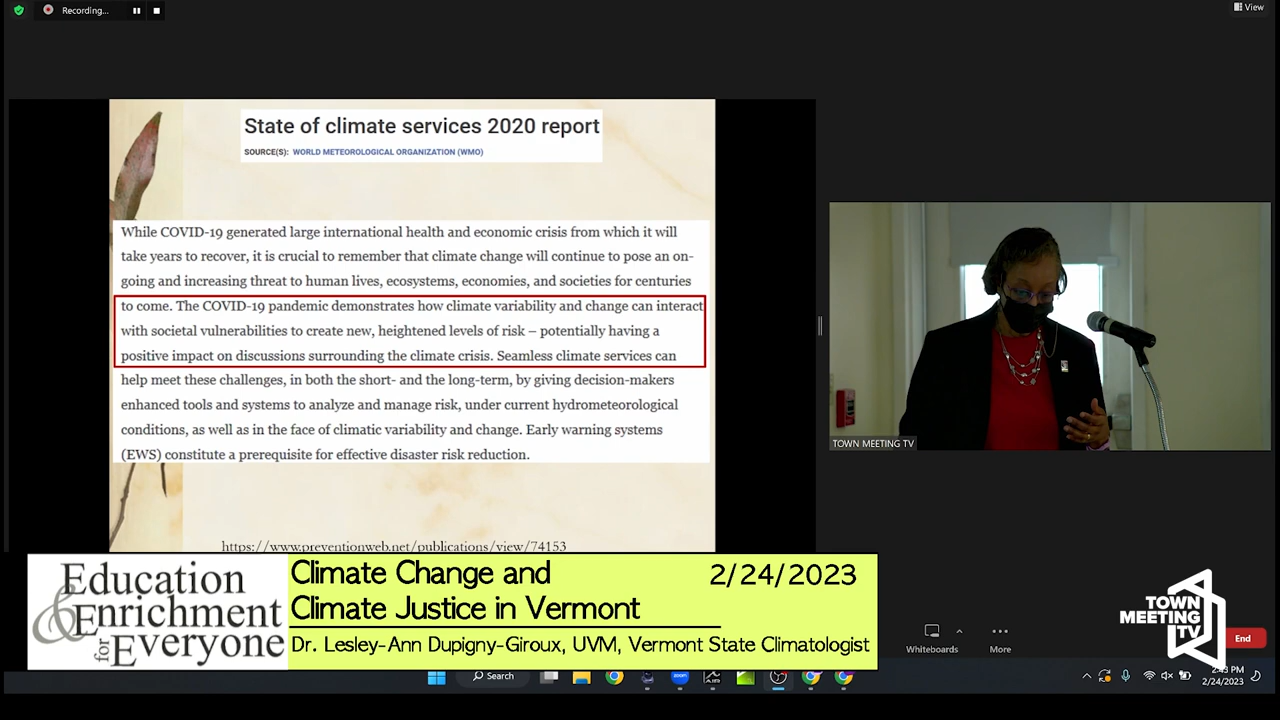 Recording...
View
State of climate services 2020 report
SOURCE(S): WORLD METEOROLOGICAL ORGANIZATION (WMO)
While COVID-19 generated large international health and economic crisis from which it will
take years to recover, it is crucial to remember that climate change will continue to pose an on-
going and increasing threat to human lives, ecosystems, economies, and societies for centuries
to come. The COVID-19 pandemic demonstrates how climate variability and change can interact
with societal vulnerabilities to create new, heightened levels of risk – potentially having a
positive impact on discussions surrounding the climate crisis. Seamless climate services can
help meet these challenges, in both the short- and the long-term, by giving decision-makers
enhanced tools and systems to analyze and manage risk, under current hydrometeorological
conditions, as well as in the face of climatic variability and change. Early warning systems
(EWS) constitute a prerequisite for effective disaster risk reduction.
https://www.preventionweb.net/publications/view/74153
TOWN MEETING TV
Education
& Enrichment
for Everyone
Climate Change and
Climate Justice in Vermont
2/24/2023
Dr. Lesley-Ann Dupigny-Giroux, UVM, Vermont State Climatologist
Whiteboards
More
TOWN
MEETING
TV
End
Search
zoom
PM
2/24/2023